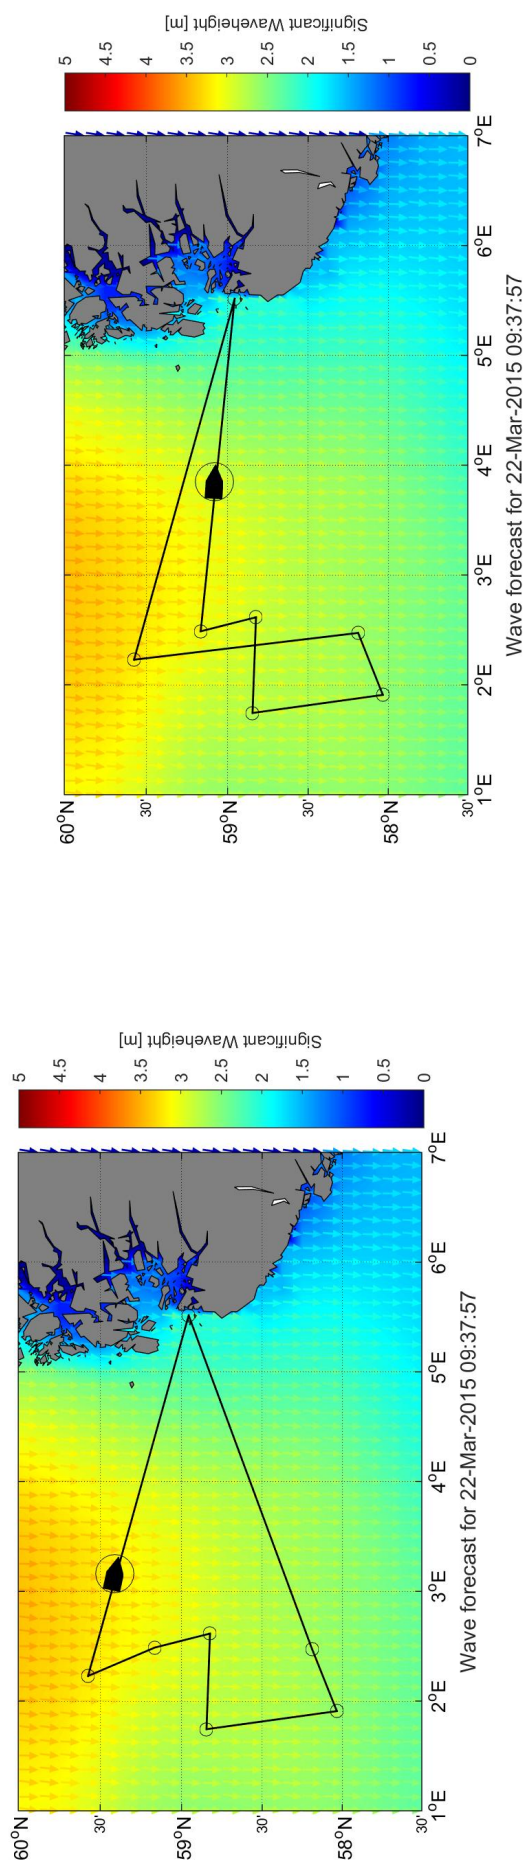 60°N
30'
59°N
30'
58°N
30'
1°E
2°E
3°E
4°E
5°E
6°E
7°E
Wave forecast for 22-Mar-2015 09:37:57
5
4.5
4
3.5
3
2.5
2
1.5
1
0.5
0
Significant Waveheight [m]
60°N
30'
59°N
30'
58°N
30'
1°E
2°E
3°E
4°E
5°E
6°E
7°E
Wave forecast for 22-Mar-2015 09:37:57
5
4.5
4
3.5
3
2.5
2
1.5
1
0.5
0
Significant Waveheight [m]